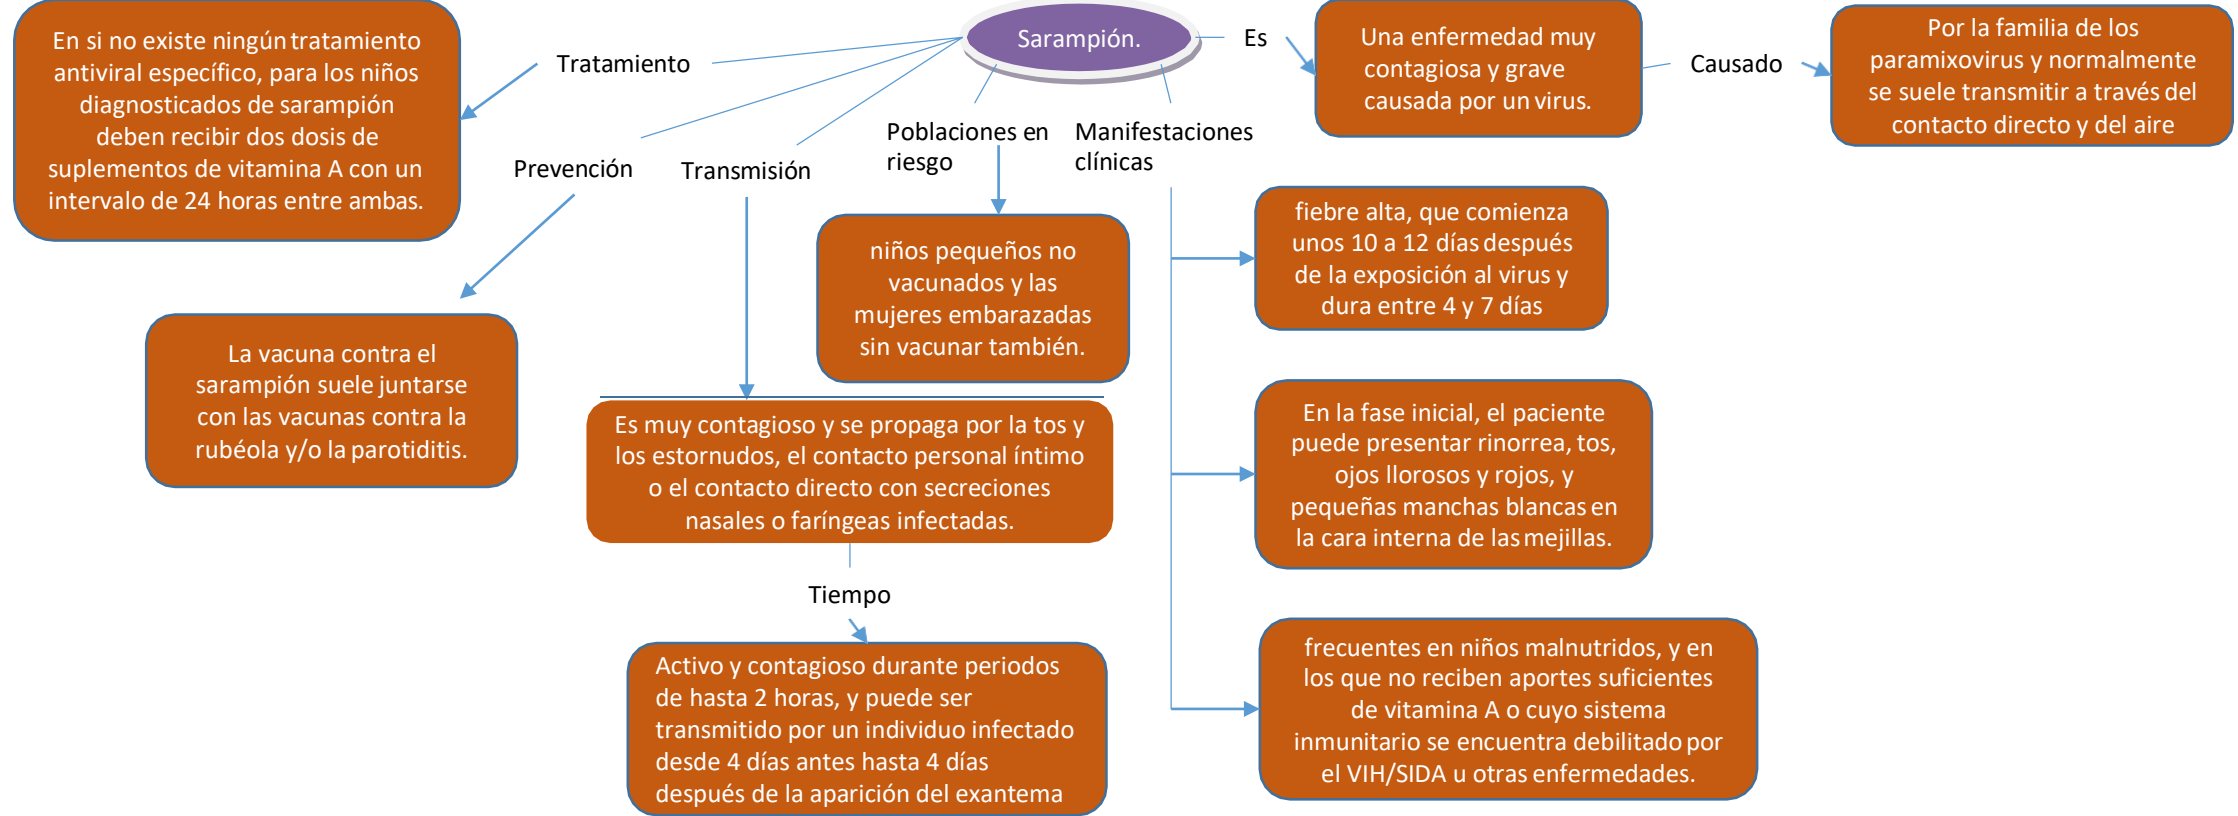 Sarampión.
Es
Una enfermedad muy
contagiosa y grave
causada por un virus.
Causado
Por la familia de los
paramixovirus y normalmente
se suele transmitir a través del
contacto directo y del aire
Tratamiento
En si no existe ningún tratamiento
antiviral específico, para los niños
diagnosticados de sarampión
deben recibir dos dosis de
suplementos de vitamina A con un
intervalo de 24 horas entre ambas.
Prevención
La vacuna contra el
sarampión suele juntarse
con las vacunas contra la
rubéola y/o la parotiditis.
Transmisión
Es muy contagioso y se propaga por la tos y
los estornudos, el contacto personal íntimo
o el contacto directo con secreciones
nasales o faríngeas infectadas.
Tiempo
Activo y contagioso durante periodos
de hasta 2 horas, y puede ser
transmitido por un individuo infectado
desde 4 días antes hasta 4 días
después de la aparición del exantema
Poblaciones en
riesgo
niños pequeños no
vacunados y las
mujeres embarazadas
sin vacunar también.
Manifestaciones
clínicas
fiebre alta, que comienza
unos 10 a 12 días después
de la exposición al virus y
dura entre 4 y 7 días
En la fase inicial, el paciente
puede presentar rinorrea, tos,
ojos llorosos y rojos, y
pequeñas manchas blancas en
la cara interna de las mejillas.
frecuentes en niños malnutridos, y en
los que no reciben aportes suficientes
de vitamina A o cuyo sistema
inmunitario se encuentra debilitado por
el VIH/SIDA u otras enfermedades.